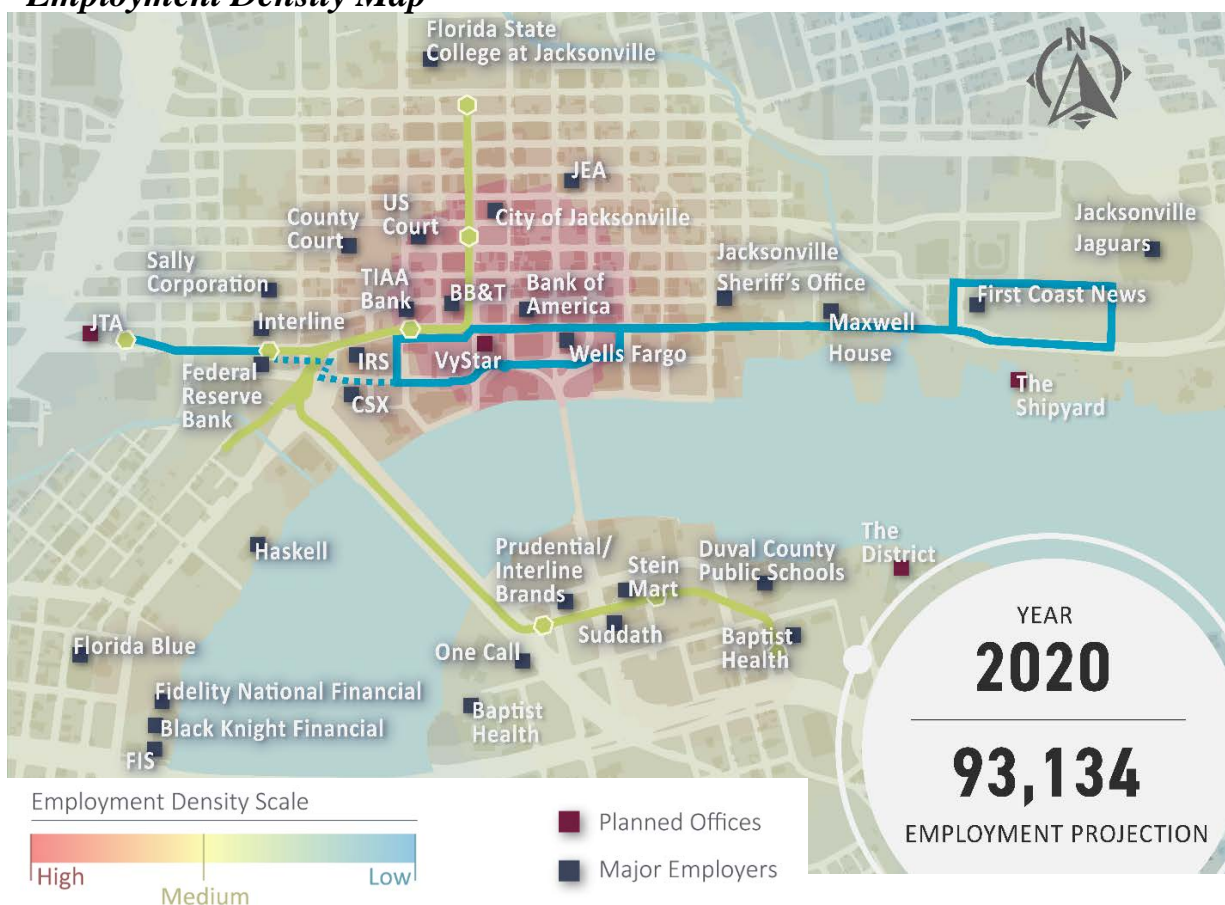 Employment Density Map
Florida State
College at Jacksonville
N
JEA
US
Court
City of Jacksonville
County
Court
Jacksonville
Jaguars
Jacksonville
Sheriff's Office
Sally
Corporation
TIAA
Bank
BB&T
Bank of
America
First Coast News
JTA
Interline
Maxwell
House
IRS
VyStar
Wells Fargo
Federal
Reserve
Bank
CSX
The
Shipyard
Haskell
Prudential/
Interline
Brands
Stein
Mart
Duval County
Public Schools
The
District
Suddath
Baptist
Health
Florida Blue
One Call
Fidelity National Financial
Baptist
Health
Black Knight Financial
FIS
YEAR
2020
93,134
EMPLOYMENT PROJECTION
Employment Density Scale
High
Medium
Low
Planned Offices
Major Employers